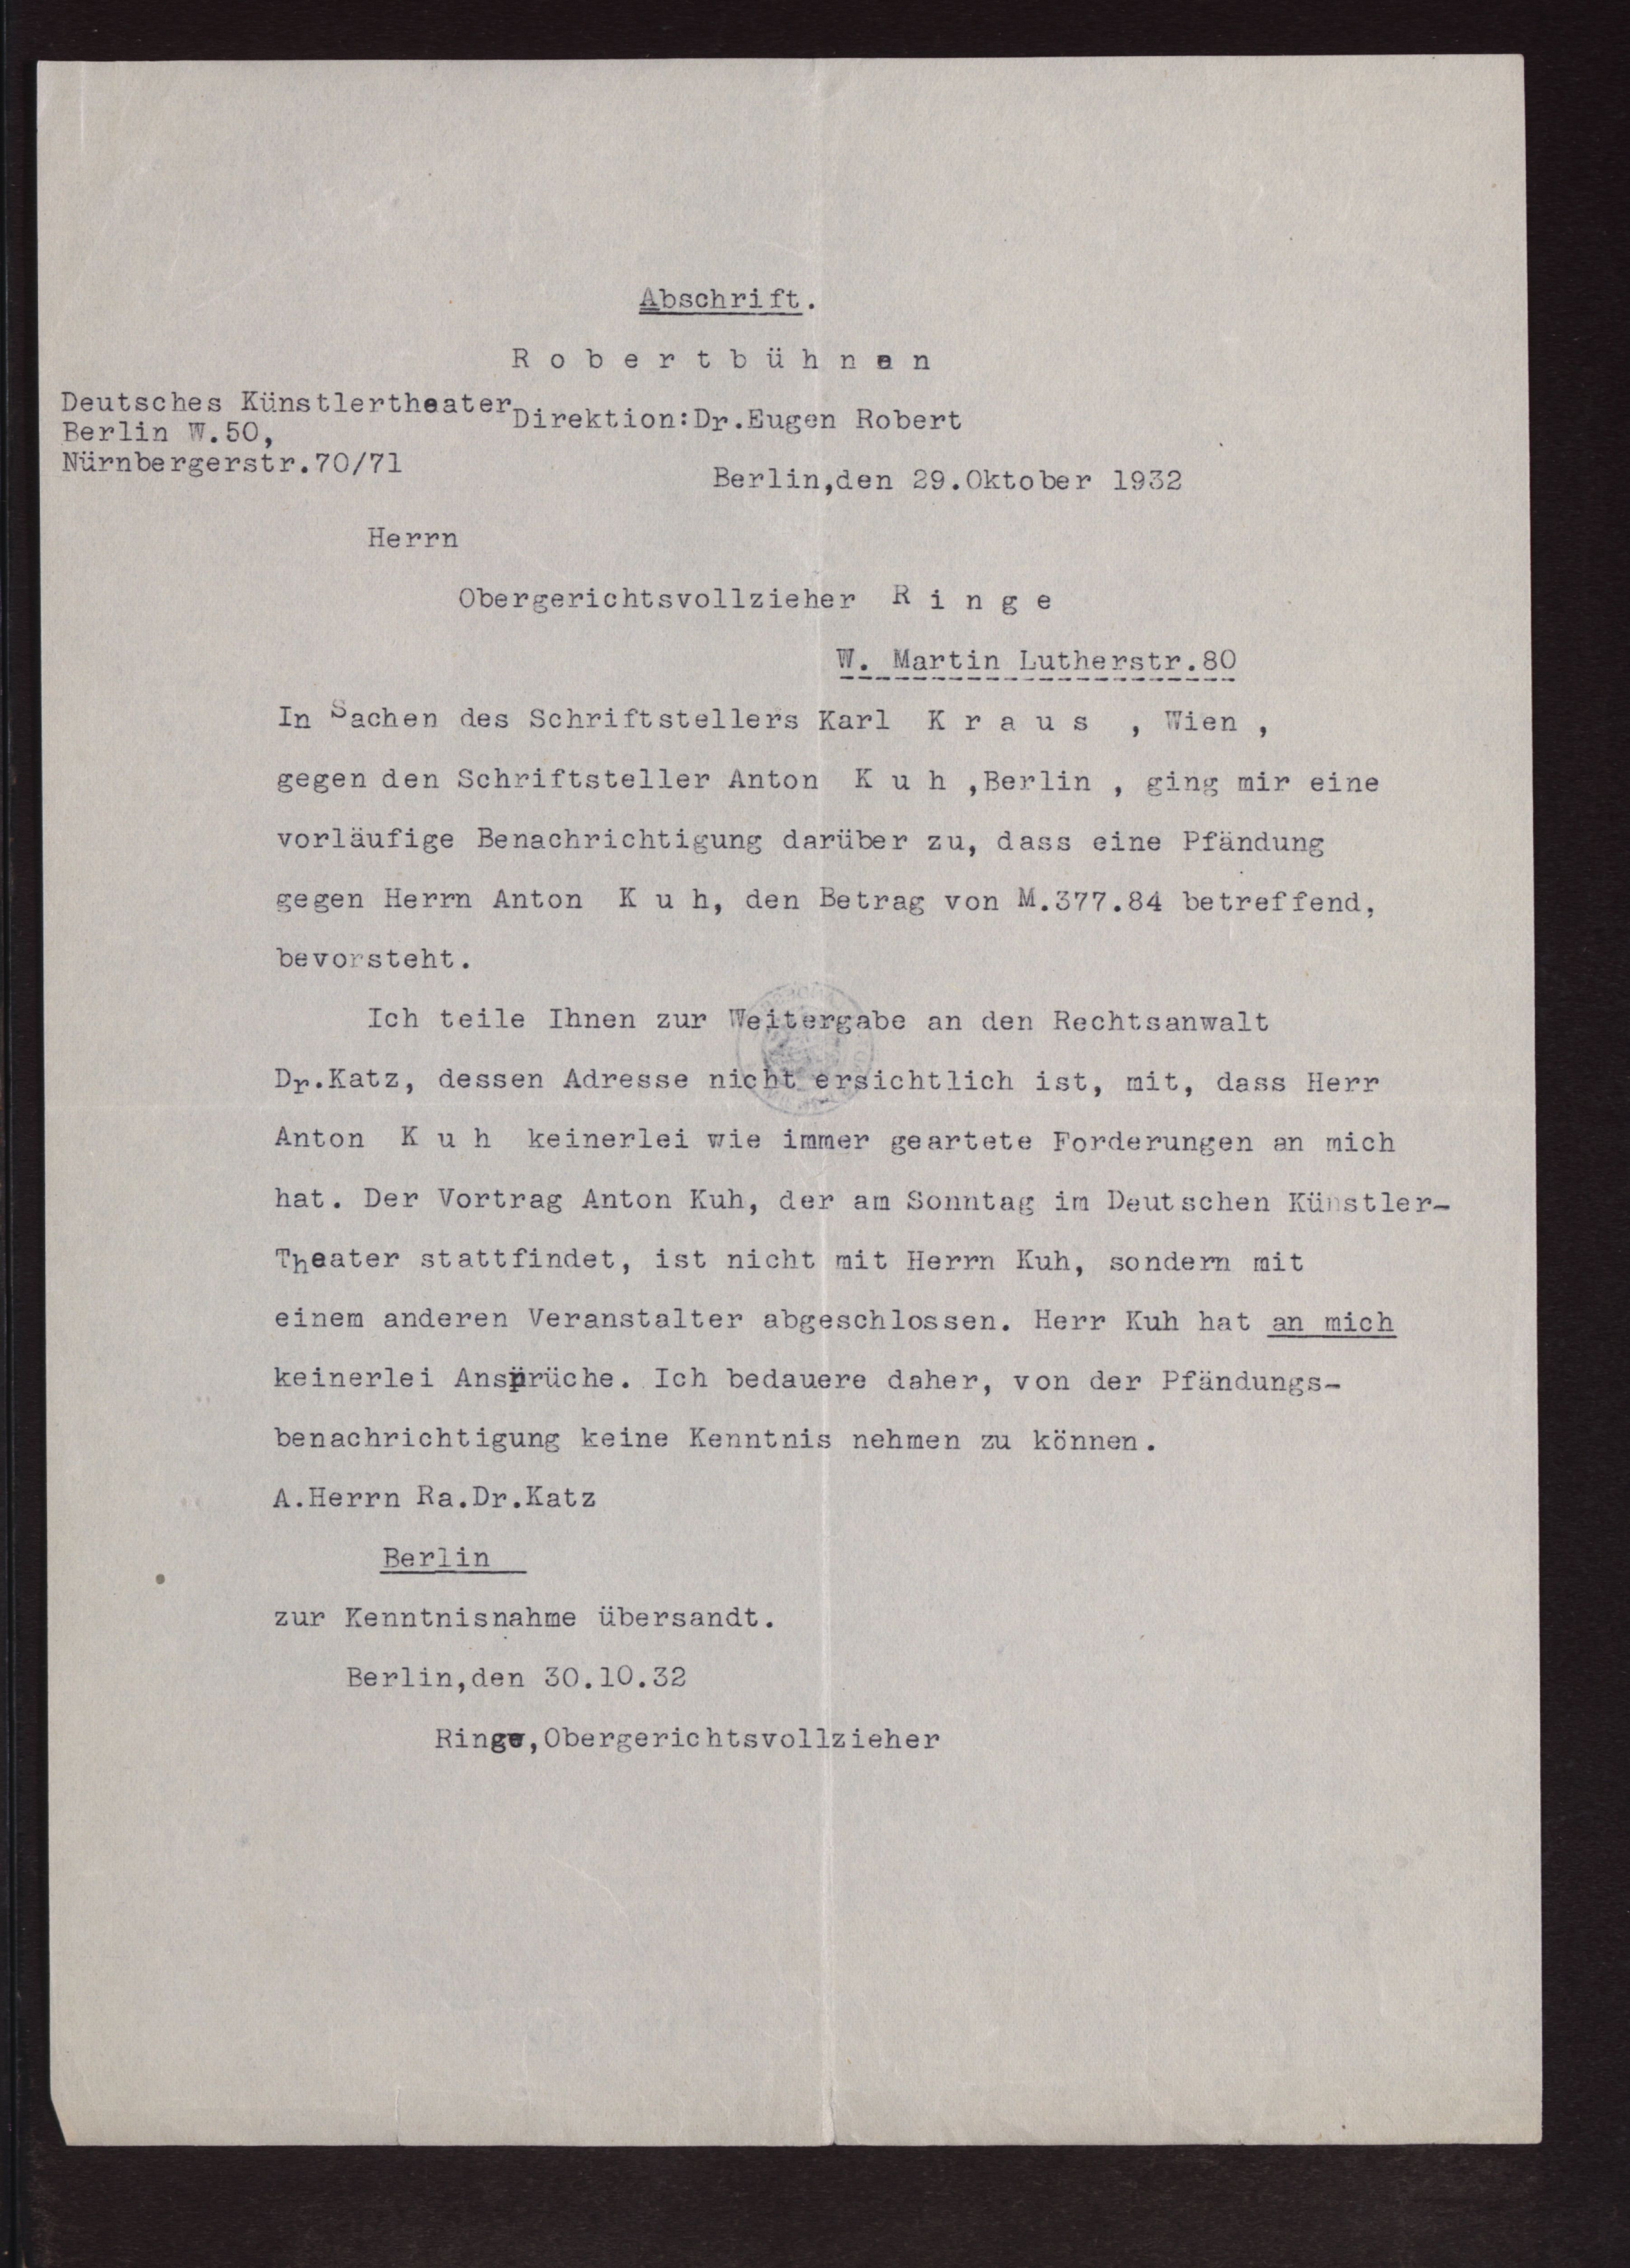 Abschrift.
R o b e r t b ü h n e n
Deutsches Künstlertheater
Berlin W.50,
Nürnbergerstr.70/71
Direktion:Dr.Eugen Robert
Berlin,den 29.Oktober 1932
Herrn
Obergerichtsvollzieher R i n g e
W. Martin Lutherstr.80
In Sachen des Schriftstellers Karl K r a u s , Wien ,
gegen den Schriftsteller Anton K u h ,Berlin , ging mir eine
vorläufige Benachrichtigung darüber zu, dass eine Pfändung
gegen Herrn Anton K u h, den Betrag von M.377.84 betreffend,
bevorsteht.
Ich teile Ihnen zur Weitergabe an den Rechtsanwalt
Dr.Katz, dessen Adresse nicht ersichtlich ist, mit, dass Herr
Anton K u h keinerlei wie immer geartete Forderungen an mich
hat. Der Vortrag Anton Kuh, der am Sonntag im Deutschen Künstler-
Theater stattfindet, ist nicht mit Herrn Kuh, sondern mit
einem anderen Veranstalter abgeschlossen. Herr Kuh hat an mich
keinerlei Ansprüche. Ich bedauere daher, von der Pfändungs-
benachrichtigung keine Kenntnis nehmen zu können.
A.Herrn Ra.Dr.Katz
Berlin
zur Kenntnisnahme übersandt.
Berlin,den 30.10.32
Ringe,Obergerichtsvollzieher